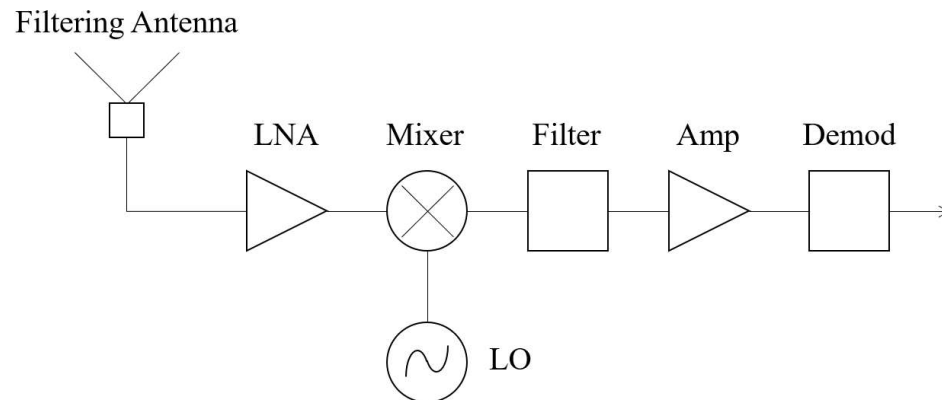 Filtering Antenna
LNA
Mixer
Filter
Amp
Demod
LO